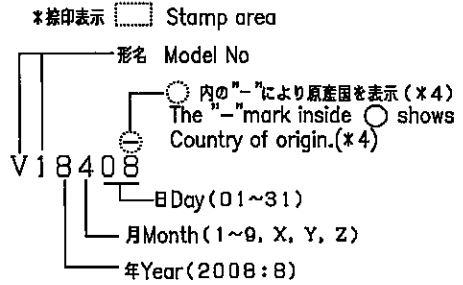 *捺印表示 Stamp area
形名 Model No
内の"-"により原産国を表示(*4)
The "-"mark inside ○ shows
Country of origin.(*4)
V18408
日Day(01~31)
月Month(1~9, X, Y, Z)
年Year(2008:8)